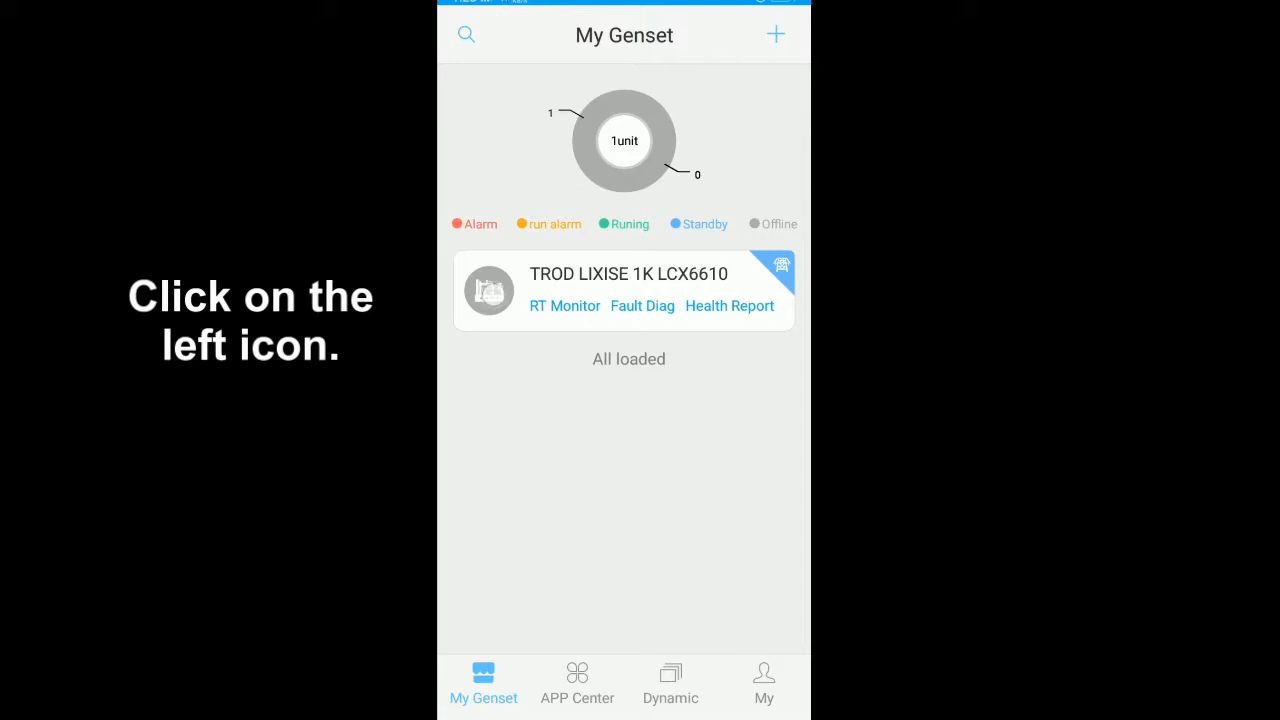 My Genset
1
1unit
0
Alarm run alarm Runing Standby Offline
Click on the
left icon.
TROD LIXISE 1K LCX6610
RT Monitor Fault Diag Health Report
All loaded
My Genset APP Center Dynamic My